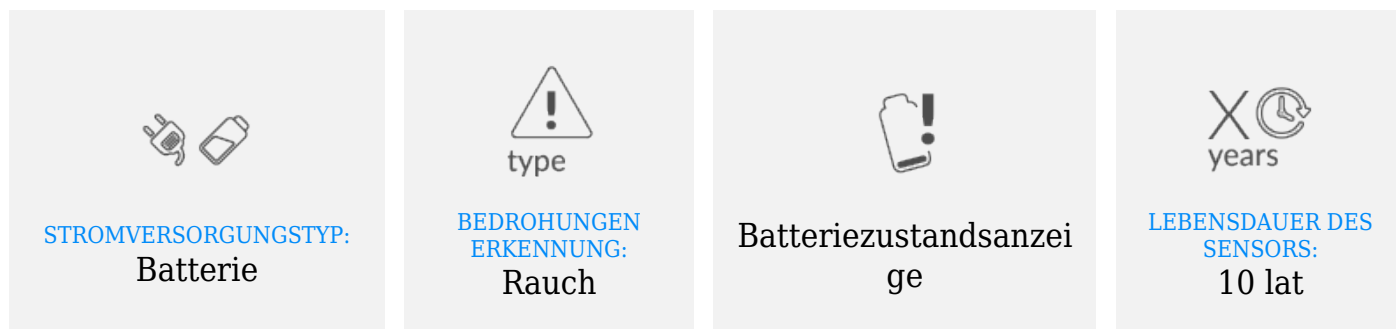 STROMVERSORGUNGSTYP:
Batterie
type
BEDROHUNGEN
ERKENNUNG:
Rauch
Batteriezustandsanzei
ge
X
years
LEBENSDAUER DES
SENSORS:
10 lat